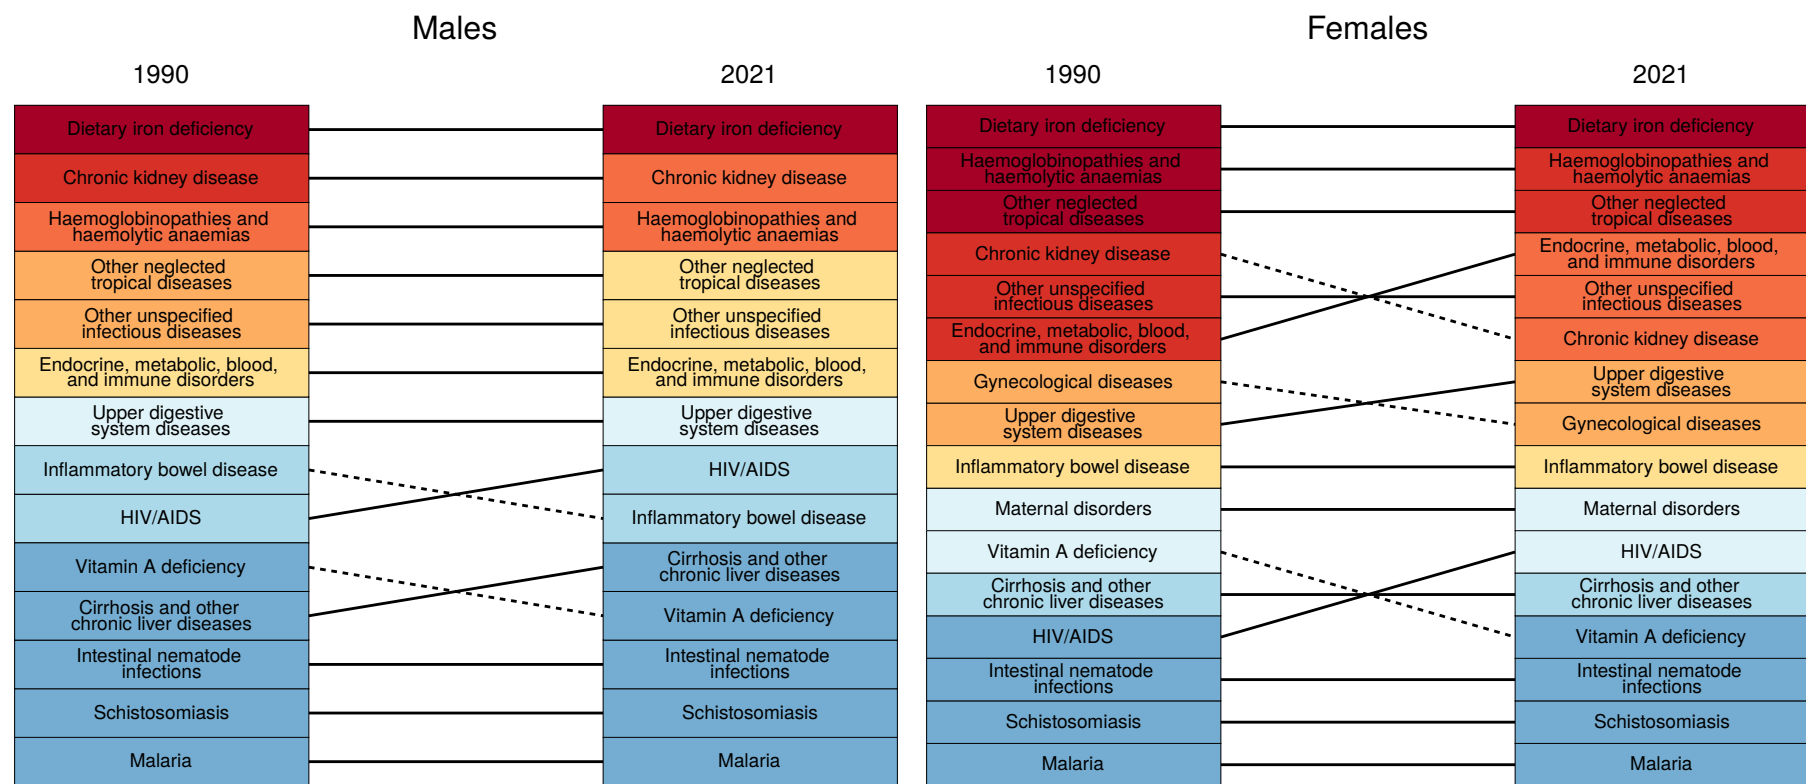 Males
1990
2021
Dietary iron deficiency
Chronic kidney disease
Haemoglobinopathies and
haemolytic anaemias
Other neglected
tropical diseases
Other unspecified
infectious diseases
Endocrine, metabolic, blood,
and immune disorders
Upper digestive
system diseases
Inflammatory bowel disease
HIV/AIDS
Vitamin A deficiency
Cirrhosis and other
chronic liver diseases
Intestinal nematode
infections
Schistosomiasis
Malaria
Dietary iron deficiency
Chronic kidney disease
Haemoglobinopathies and
haemolytic anaemias
Other neglected
tropical diseases
Other unspecified
infectious diseases
Endocrine, metabolic, blood,
and immune disorders
Upper digestive
system diseases
HIV/AIDS
Inflammatory bowel disease
Cirrhosis and other
chronic liver diseases
Vitamin A deficiency
Intestinal nematode
infections
Schistosomiasis
Malaria
Females
1990
2021
Dietary iron deficiency
Haemoglobinopathies and
haemolytic anaemias
Other neglected
tropical diseases
Chronic kidney disease
Other unspecified
infectious diseases
Endocrine, metabolic, blood,
and immune disorders
Gynecological diseases
Upper digestive
system diseases
Inflammatory bowel disease
Maternal disorders
Vitamin A deficiency
Cirrhosis and other
chronic liver diseases
HIV/AIDS
Intestinal nematode
infections
Schistosomiasis
Malaria
Dietary iron deficiency
Haemoglobinopathies and
haemolytic anaemias
Other neglected
tropical diseases
Endocrine, metabolic, blood,
and immune disorders
Other unspecified
infectious diseases
Chronic kidney disease
Upper digestive
system diseases
Gynecological diseases
Inflammatory bowel disease
Maternal disorders
HIV/AIDS
Cirrhosis and other
chronic liver diseases
Vitamin A deficiency
Intestinal nematode
infections
Schistosomiasis
Malaria